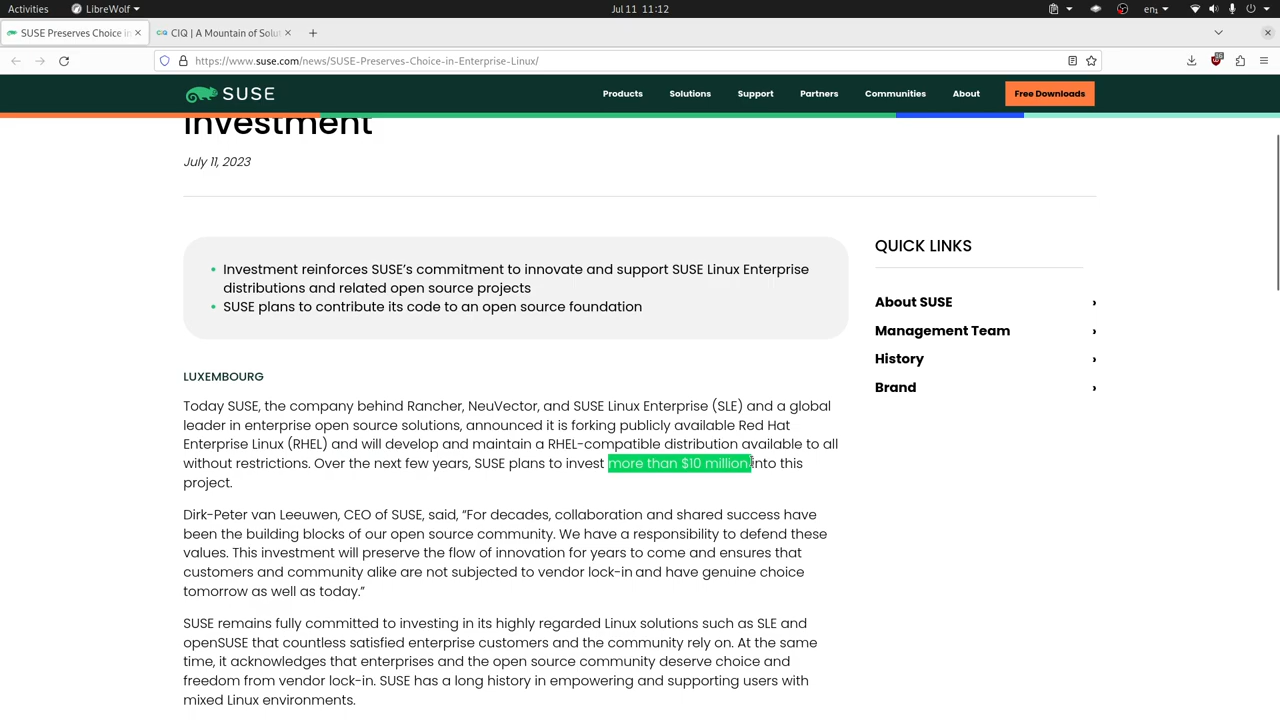 Activities
LibreWolf
Jul 11 11:12
en₁
SUSE Preserves Choice in
CIQ | A Mountain of Solut
https://www.suse.com/news/SUSE-Preserves-Choice-in-Enterprise-Linux/
SUSE
Products
Solutions
Support
Partners
Communities
About
Free Downloads
Investment
July 11, 2023
• Investment reinforces SUSE’s commitment to innovate and support SUSE Linux Enterprise
distributions and related open source projects
• SUSE plans to contribute its code to an open source foundation
LUXEMBOURG
Today SUSE, the company behind Rancher, NeuVector, and SUSE Linux Enterprise (SLE) and a global
leader in enterprise open source solutions, announced it is forking publicly available Red Hat
Enterprise Linux (RHEL) and will develop and maintain a RHEL-compatible distribution available to all
without restrictions. Over the next few years, SUSE plans to invest more than $10 million into this
project.
Dirk-Peter van Leeuwen, CEO of SUSE, said, “For decades, collaboration and shared success have
been the building blocks of our open source community. We have a responsibility to defend these
values. This investment will preserve the flow of innovation for years to come and ensures that
customers and community alike are not subjected to vendor lock-in and have genuine choice
tomorrow as well as today.”
SUSE remains fully committed to investing in its highly regarded Linux solutions such as SLE and
openSUSE that countless satisfied enterprise customers and the community rely on. At the same
time, it acknowledges that enterprises and the open source community deserve choice and
freedom from vendor lock-in. SUSE has a long history in empowering and supporting users with
mixed Linux environments.
QUICK LINKS
About SUSE
Management Team
History
Brand